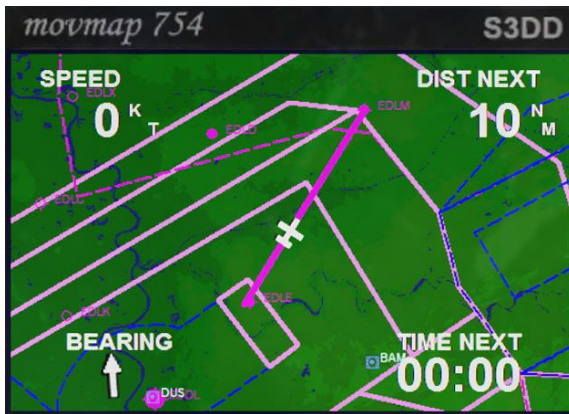 movmap 754 S3DD
SPEED
0 KT
DIST NEXT
10 NM
EDLX
EDLM
EDLD
EDLC
EDLE
EDLK
BEARING
TIME NEXT
BAM
00:00
DUS